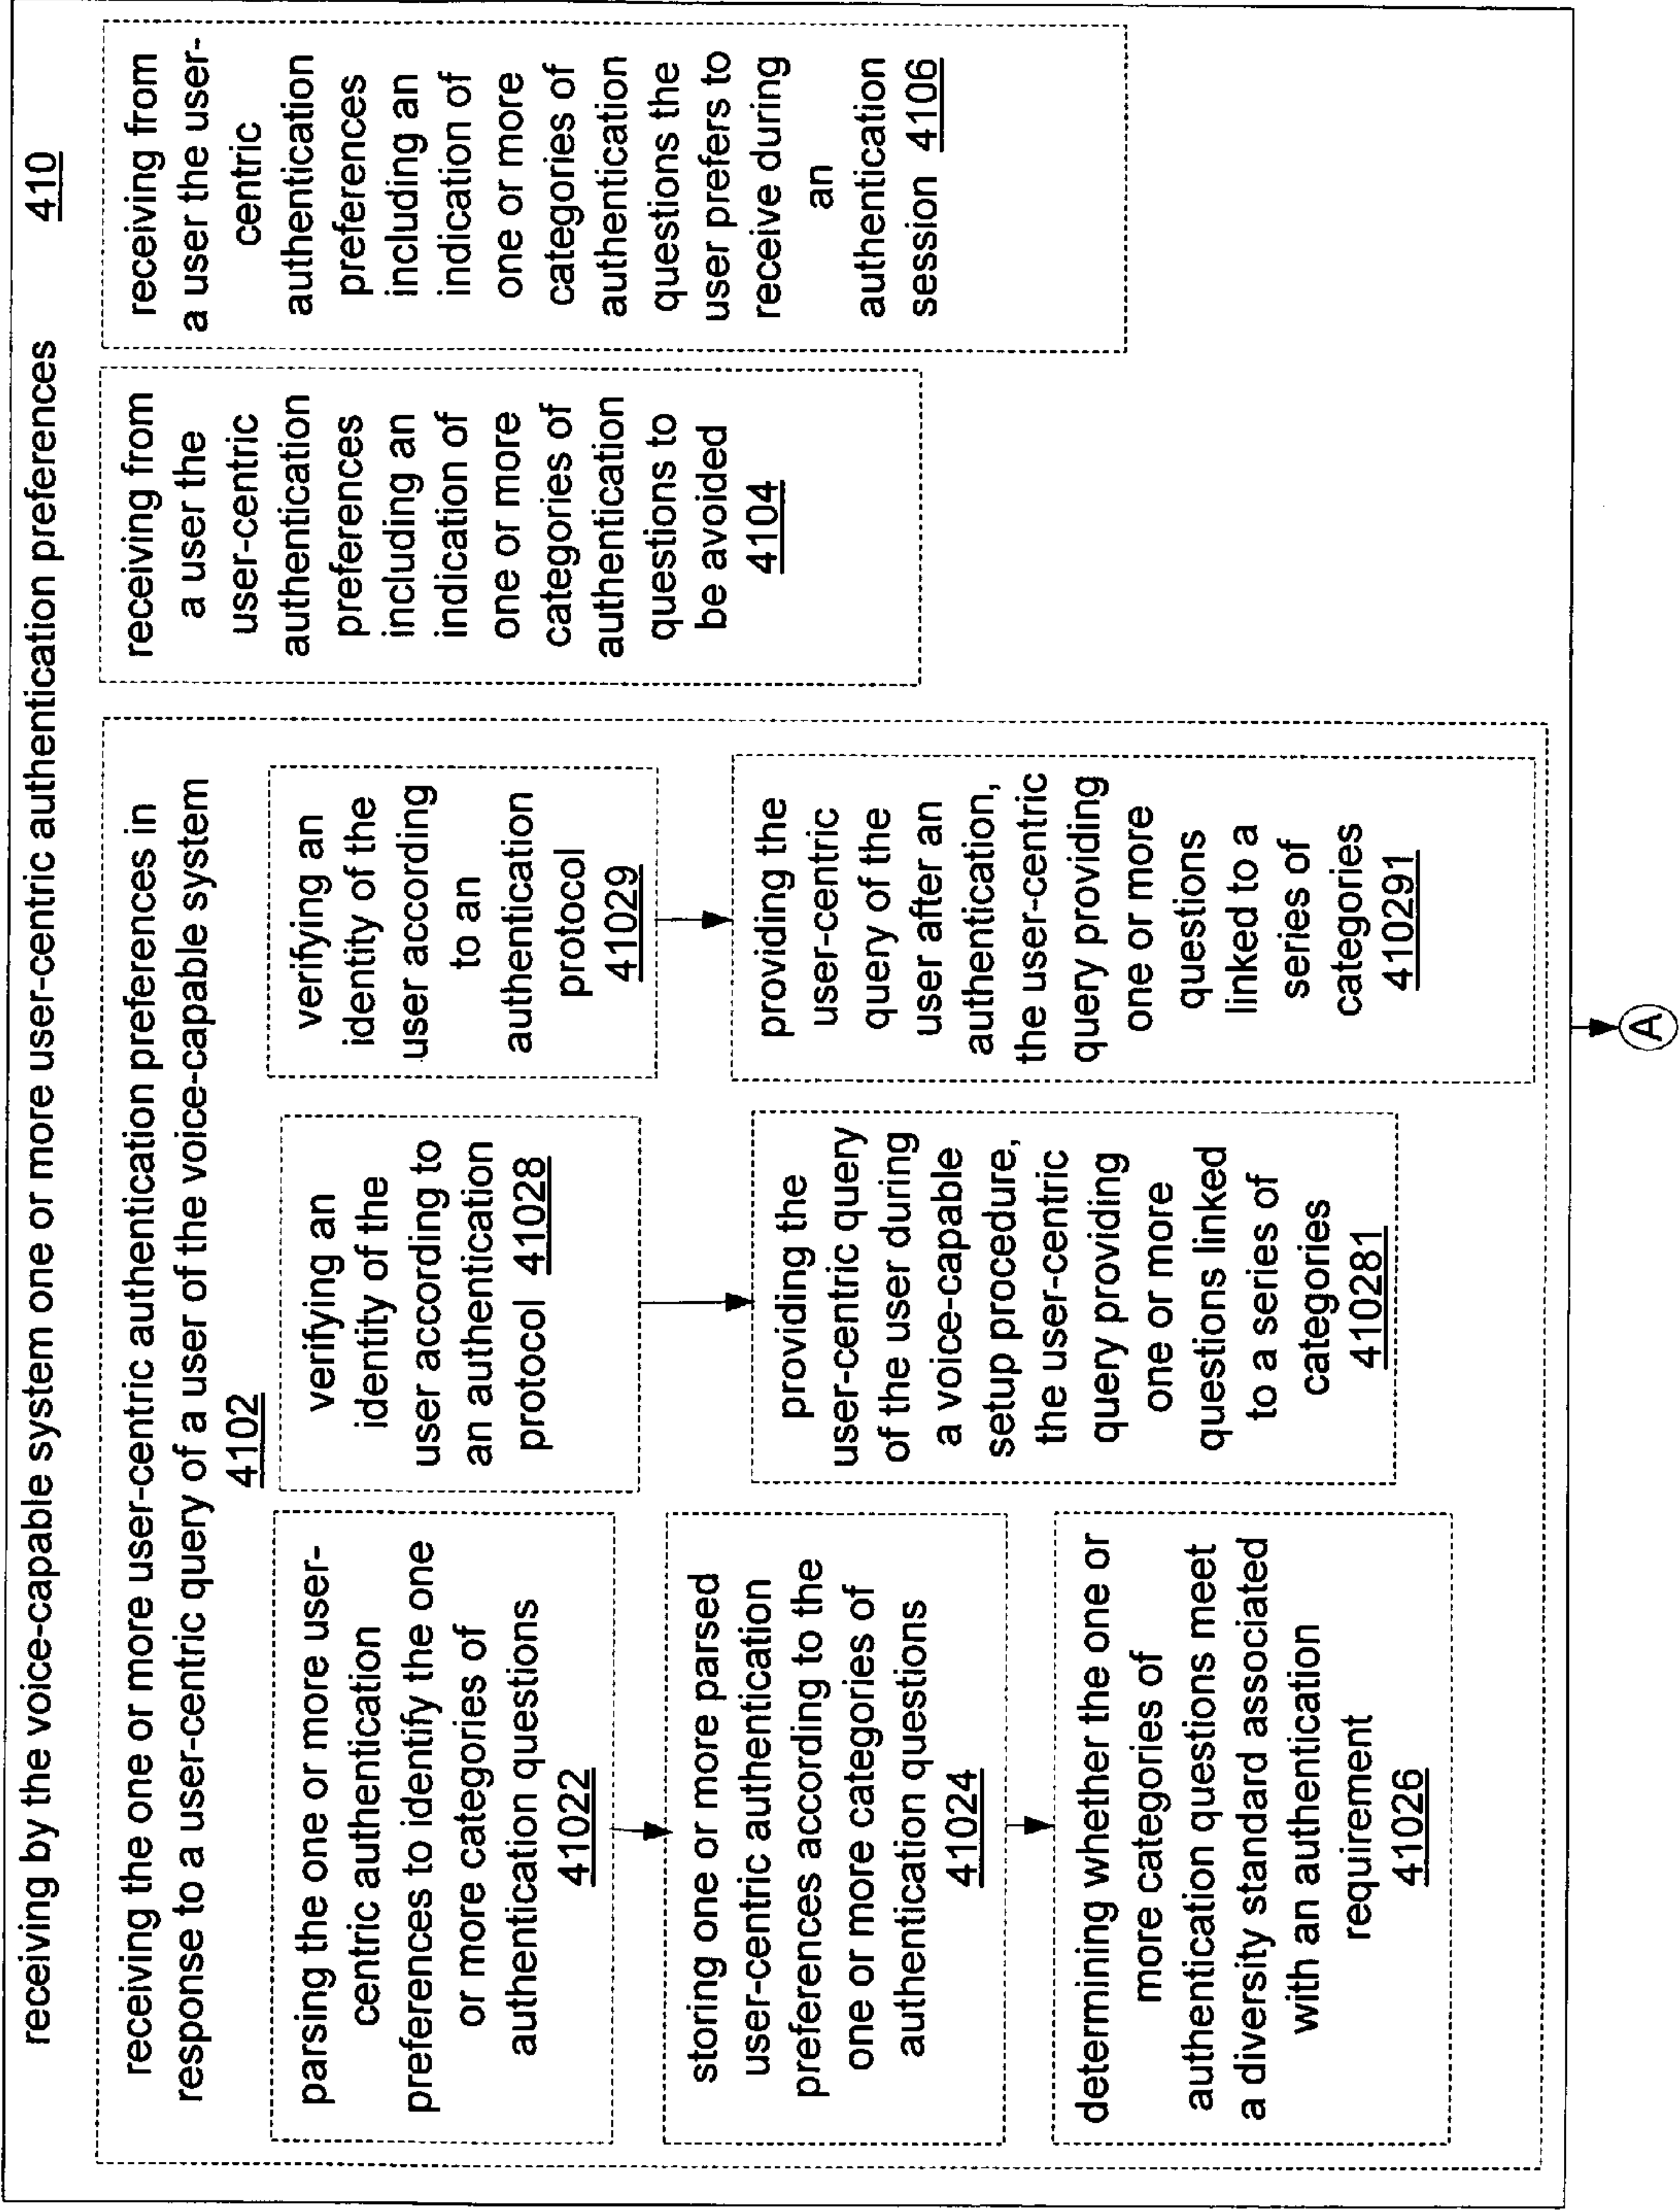 receiving by the voice-capable system one or more user-centric authentication preferences 410
receiving the one or more user-centric authentication preferences in
response to a user-centric query of a user of the voice-capable system
4102
parsing the one or more user-
centric authentication
preferences to identify the one
or more categories of
authentication questions
41022
storing one or more parsed
user-centric authentication
preferences according to the
one or more categories of
authentication questions
41024
determining whether the one or
more categories of
authentication questions meet
a diversity standard associated
with an authentication
requirement
41026
verifying an
identity of the
user according to
an authentication
protocol 41028
providing the
user-centric query
of the user during
a voice-capable
setup procedure,
the user-centric
query providing
one or more
questions linked
to a series of
categories
410281
verifying an
identity of the
user according
to an
authentication
protocol
41029
providing the
user-centric
query of the
user after an
authentication,
the user-centric
query providing
one or more
questions
linked to a
series of
categories
410291
receiving from
a user the
user-centric
authentication
preferences
including an
indication of
one or more
categories of
authentication
questions to
be avoided
4104
receiving from
a user the user-
centric
authentication
preferences
including an
indication of
one or more
categories of
authentication
questions the
user prefers to
receive during
an
authentication
session 4106
A